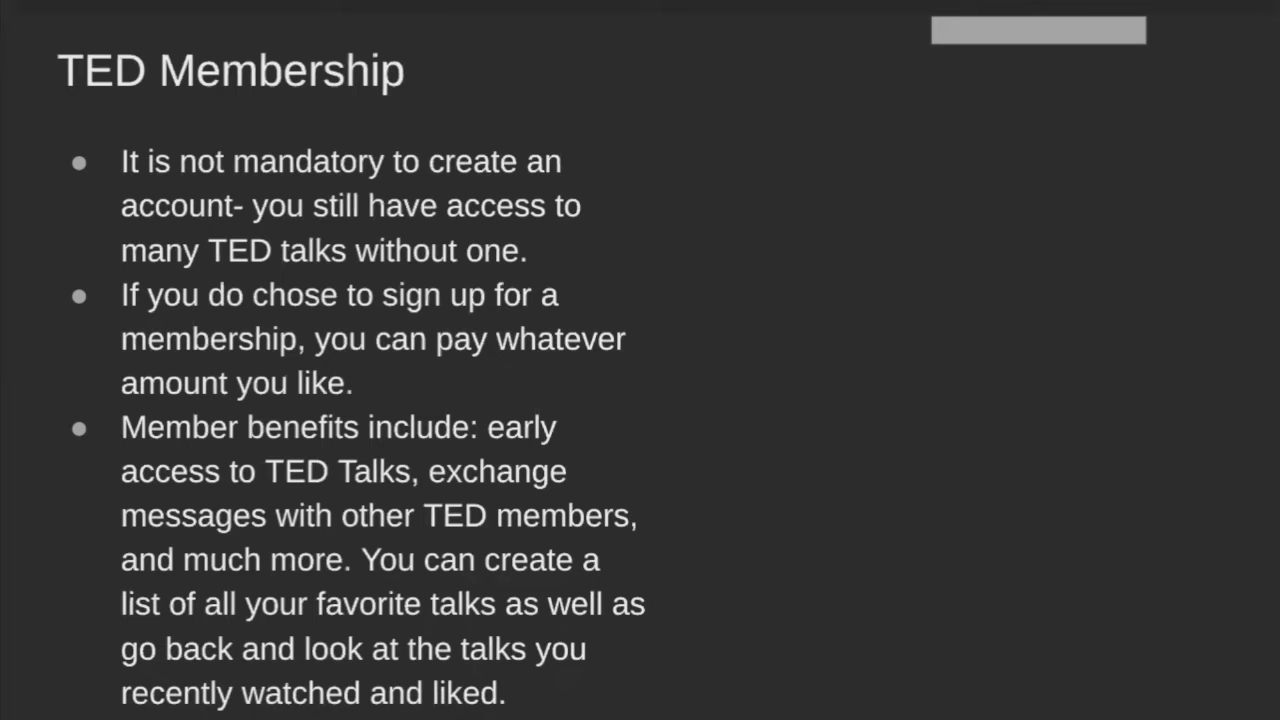 TED Membership
It is not mandatory to create an
account- you still have access to
many TED talks without one.
If you do chose to sign up for a
membership, you can pay whatever
amount you like.
Member benefits include: early
access to TED Talks, exchange
messages with other TED members,
and much more. You can create a
list of all your favorite talks as well as
go back and look at the talks you
recently watched and liked.